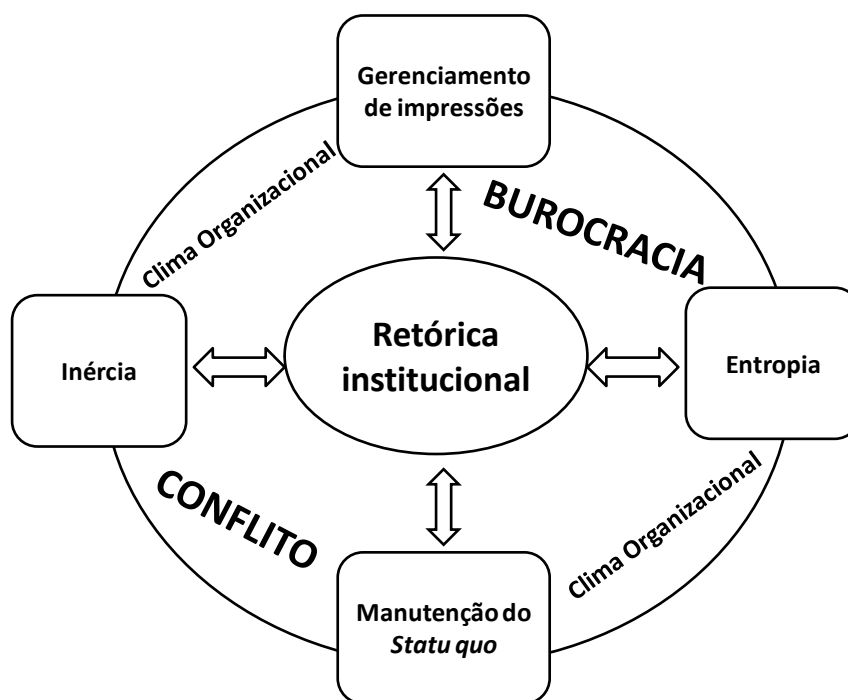 Gerenciamento
de impressões
Clima Organizacional
BUROCRACIA
Retórica
institucional
Inércia
Entropia
CONFLITO
Clima Organizacional
Manutenção do
Statu quo